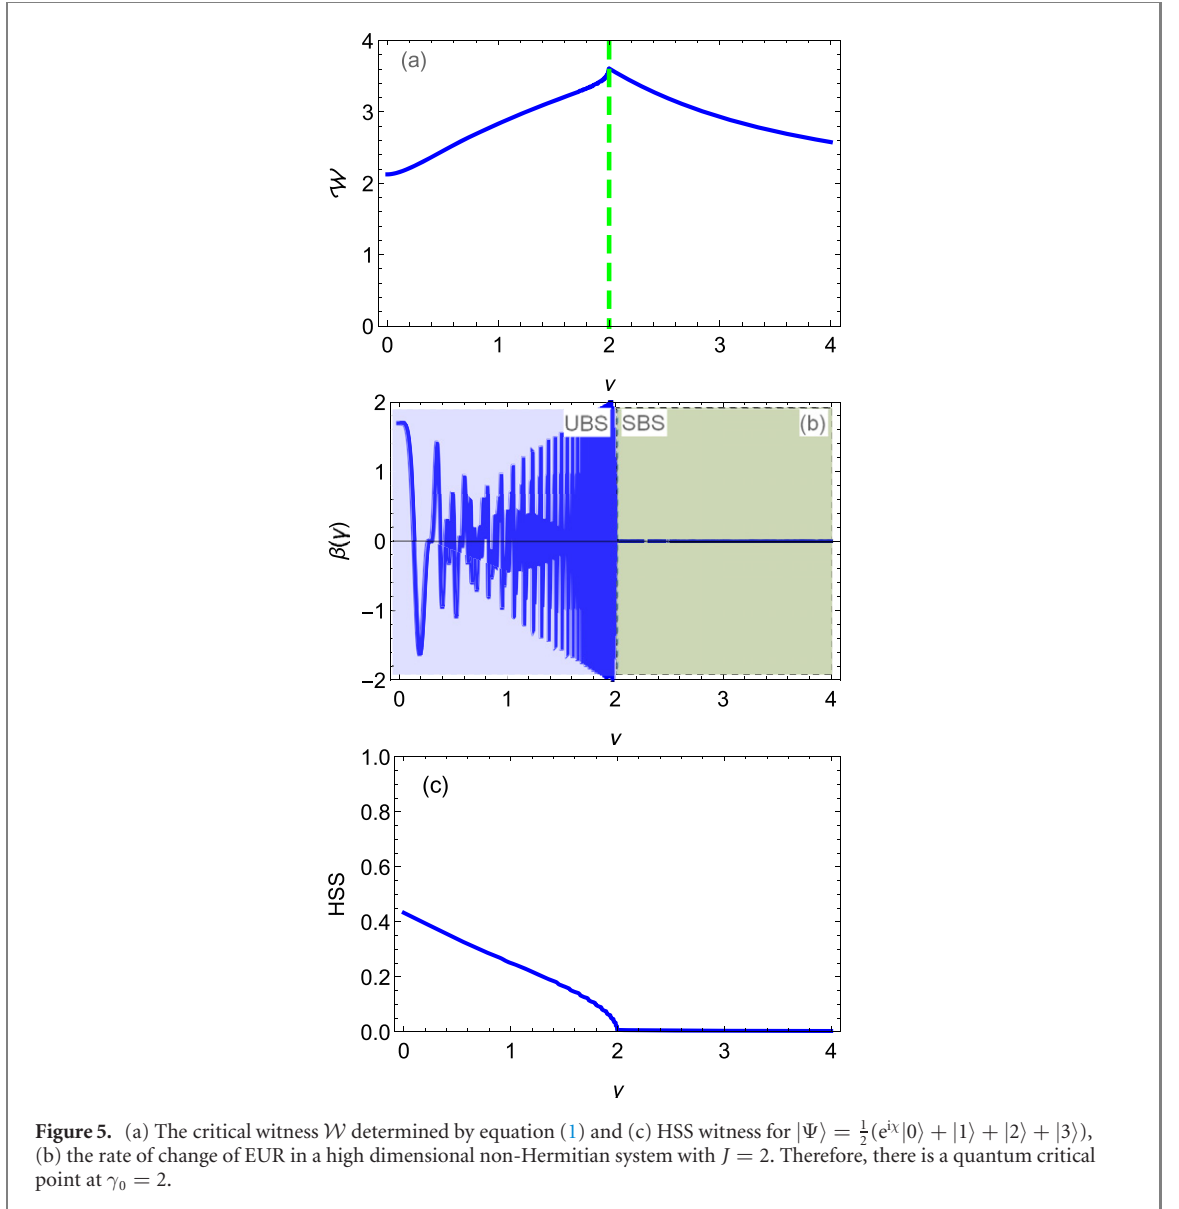 (a)
4
3
2
1
0
𝒲
0 1 2 3 4
ν
UBS SBS (b)
2
1
0
−1
−2
β(γ)
0 1 2 3 4
ν
(c)
1.0
0.8
0.6
0.4
0.2
0.0
HSS
0 1 2 3 4
ν
Figure 5. (a) The critical witness 𝒲 determined by equation (1) and (c) HSS witness for |Ψ⟩ = ½(e^{iχ}|0⟩ + |1⟩ + |2⟩ + |3⟩),
(b) the rate of change of EUR in a high dimensional non-Hermitian system with J = 2. Therefore, there is a quantum critical
point at γ₀ = 2.